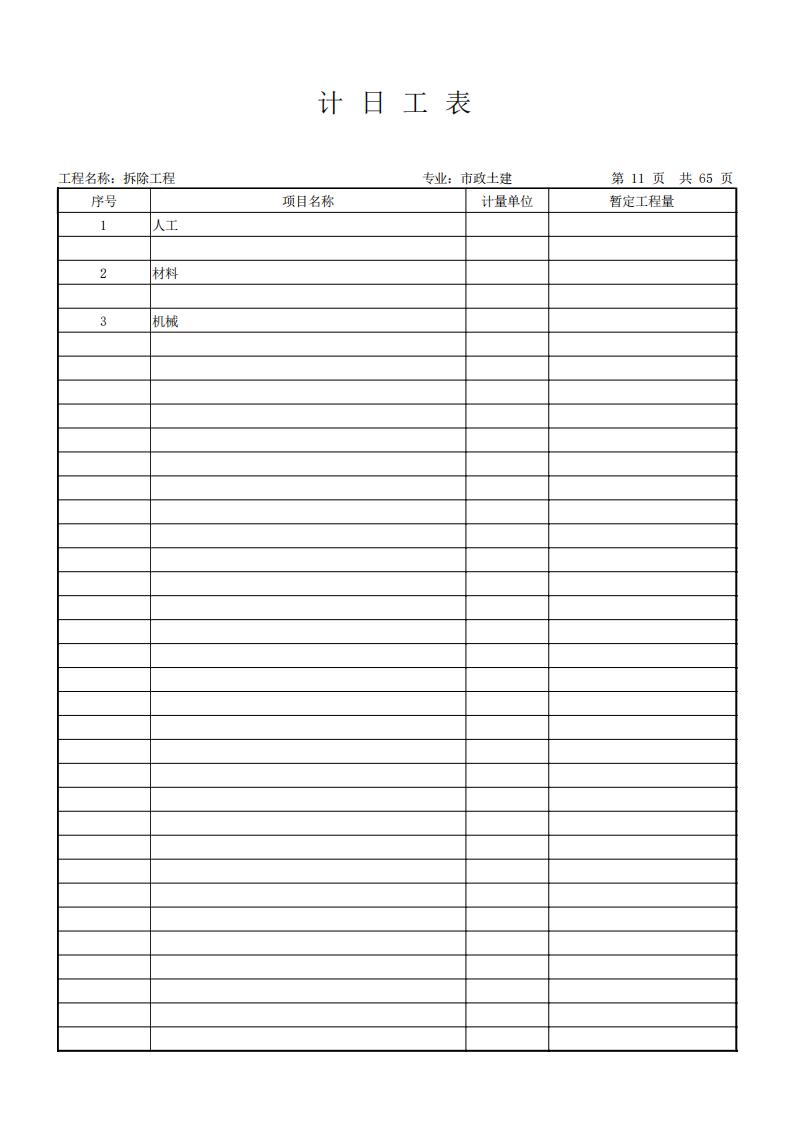 计 日 工 表
工程名称：拆除工程 专业：市政土建 第 11 页 共 65 页
序号 项目名称 计量单位 暂定工程量
1 人工
2 材料
3 机械